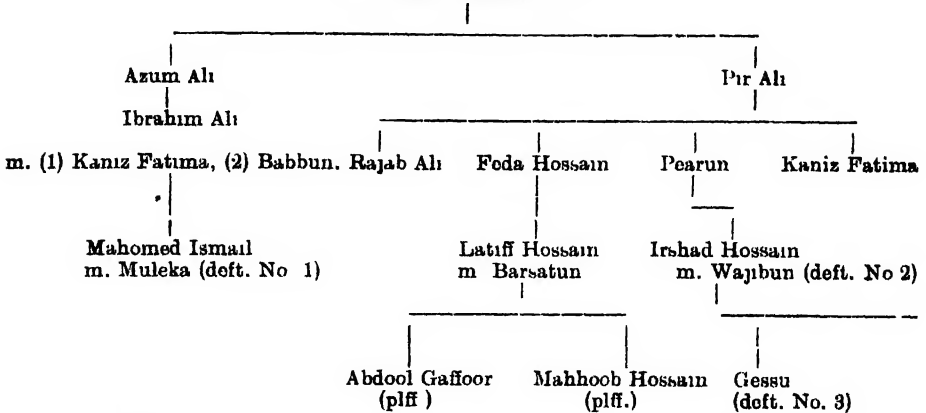 Azum Ali Pir Ali
Ibrahim Ali
m. (1) Kaniz Fatima, (2) Babbun. Rajab Ali Feda Hossain Pearun Kaniz Fatima
Mahomed Ismail Latiff Hossain Irshad Hossain
m. Muleka (deft. No 1) m Barsatun m. Wajibun (deft. No 2)
Abdool Gaffoor Mahhoob Hossain Gessu
(plff ) (plff.) (deft. No. 3)